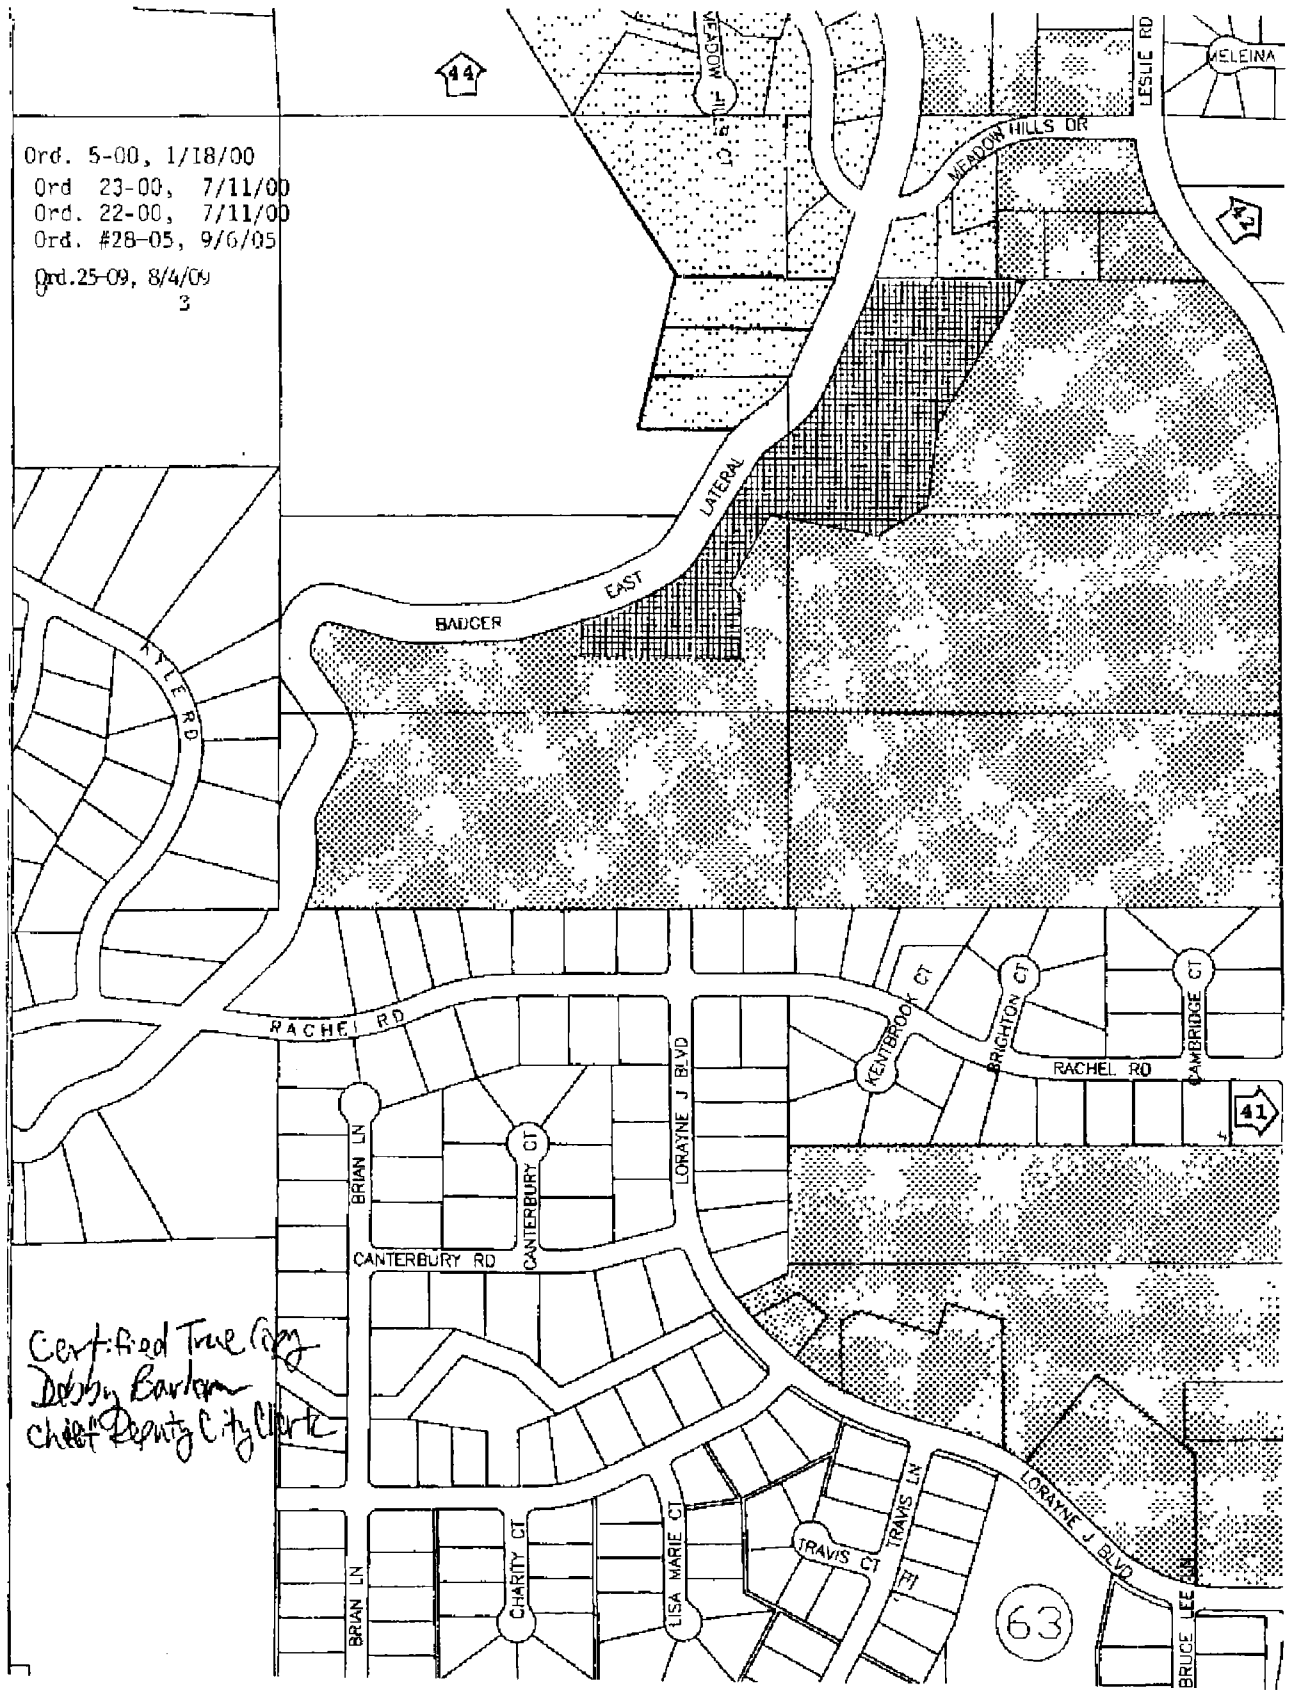 44
MEADOW HILLS CT
LESLIE RD
MELEINA
MEADOW HILLS DR
42
Ord. 5-00, 1/18/00
Ord 23-00, 7/11/00
Ord. 22-00, 7/11/00
Ord. #28-05, 9/6/05
Ord.25-09, 8/4/09
3
LATERAL
EAST
BADGER
KYLE RD
RACHEL RD
KENTBROOK CT
BRIGHTON CT
CAMBRIDGE CT
RACHEL RD
41
BRIAN LN
CANTERBURY CT
LORAYNE J BLVD
CANTERBURY RD
Certified True Copy
Debby
Chief Deputy City Clerk
BRIAN LN
CHARITY CT
LISA MARIE CT
TRAVIS CT
TRAVIS LN
LORAYNE J BLVD
BRUCE LEE LN
63